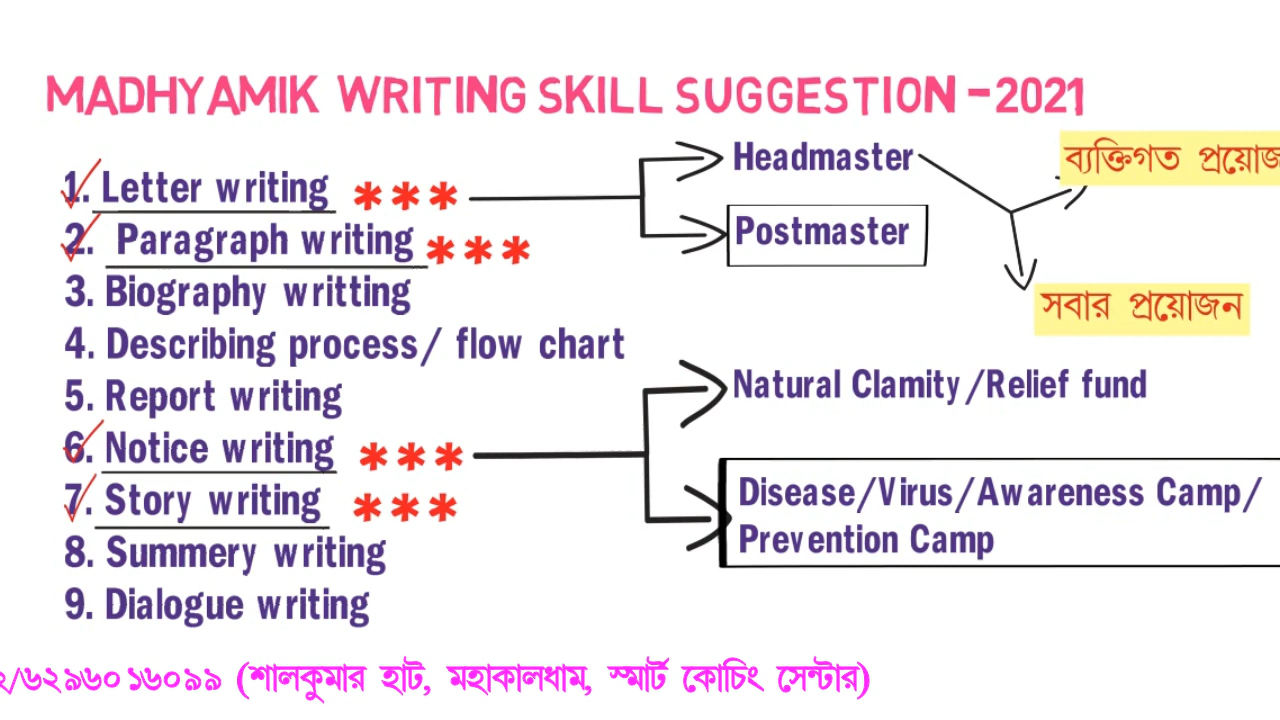 MADHYAMIK WRITING SKILL SUGGESTION - 2021
1. Letter writing ***
2. Paragraph writing ***
3. Biography writting
4. Describing process/ flow chart
5. Report writing
6. Notice writing ***
7. Story writing ***
8. Summery writing
9. Dialogue writing
Headmaster
Postmaster
ব্যক্তিগত
সবার প্রয়োজন
Natural Clamity/Relief fund
Disease/Virus/Awareness Camp/
Prevention Camp
/৬২৯৬০১৬০৯৯ (শালকুমার হাট, মহাকালধাম, স্মার্ট কোচিং সেন্টার)